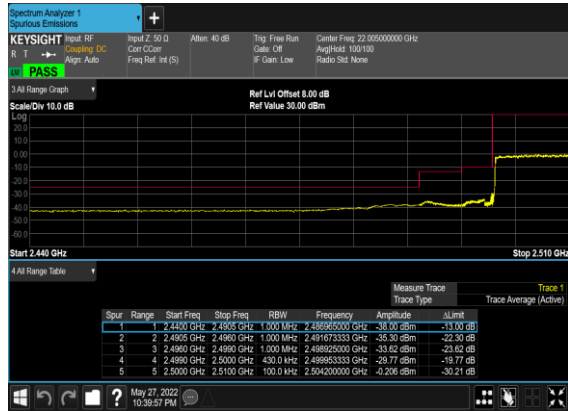 Spectrum Analyzer 1
Spurious Emissions
+
KEYSIGHT Input: RF Input Z: 50 Ω Atten: 40 dB Trig: Free Run Center Freq: 22.005000000 GHz
R T Coupling: DC Corr CCorr Gate: Off Avg|Hold: 100/100
Align: Auto Freq Ref: Int (S) IF Gain: Low Radio Std: None
PASS
3 All Range Graph
Ref Lvl Offset 8.00 dB
Scale/Div 10.0 dB Ref Value 30.00 dBm
Log
20.0
10.0
0.00
-10.0
-20.0
-30.0
-40.0
-50.0
-60.0
Start 2.440 GHz Stop 2.510 GHz
4 All Range Table
Measure Trace Trace 1
Trace Type Trace Average (Active)
Spur Range Start Freq Stop Freq RBW Frequency Amplitude ΔLimit
1 1 2.4400 GHz 2.4905 GHz 1.000 MHz 2.486965000 GHz -38.00 dBm -13.00 dB
2 2 2.4905 GHz 2.4960 GHz 1.000 MHz 2.491673333 GHz -35.30 dBm -22.30 dB
3 3 2.4960 GHz 2.4990 GHz 1.000 MHz 2.498925000 GHz -33.62 dBm -23.62 dB
4 4 2.4990 GHz 2.5000 GHz 430.0 kHz 2.499953333 GHz -29.77 dBm -19.77 dB
5 5 2.5000 GHz 2.5100 GHz 100.0 kHz 2.504200000 GHz -0.206 dBm -30.21 dB
?
May 27, 2022
10:39:57 PM